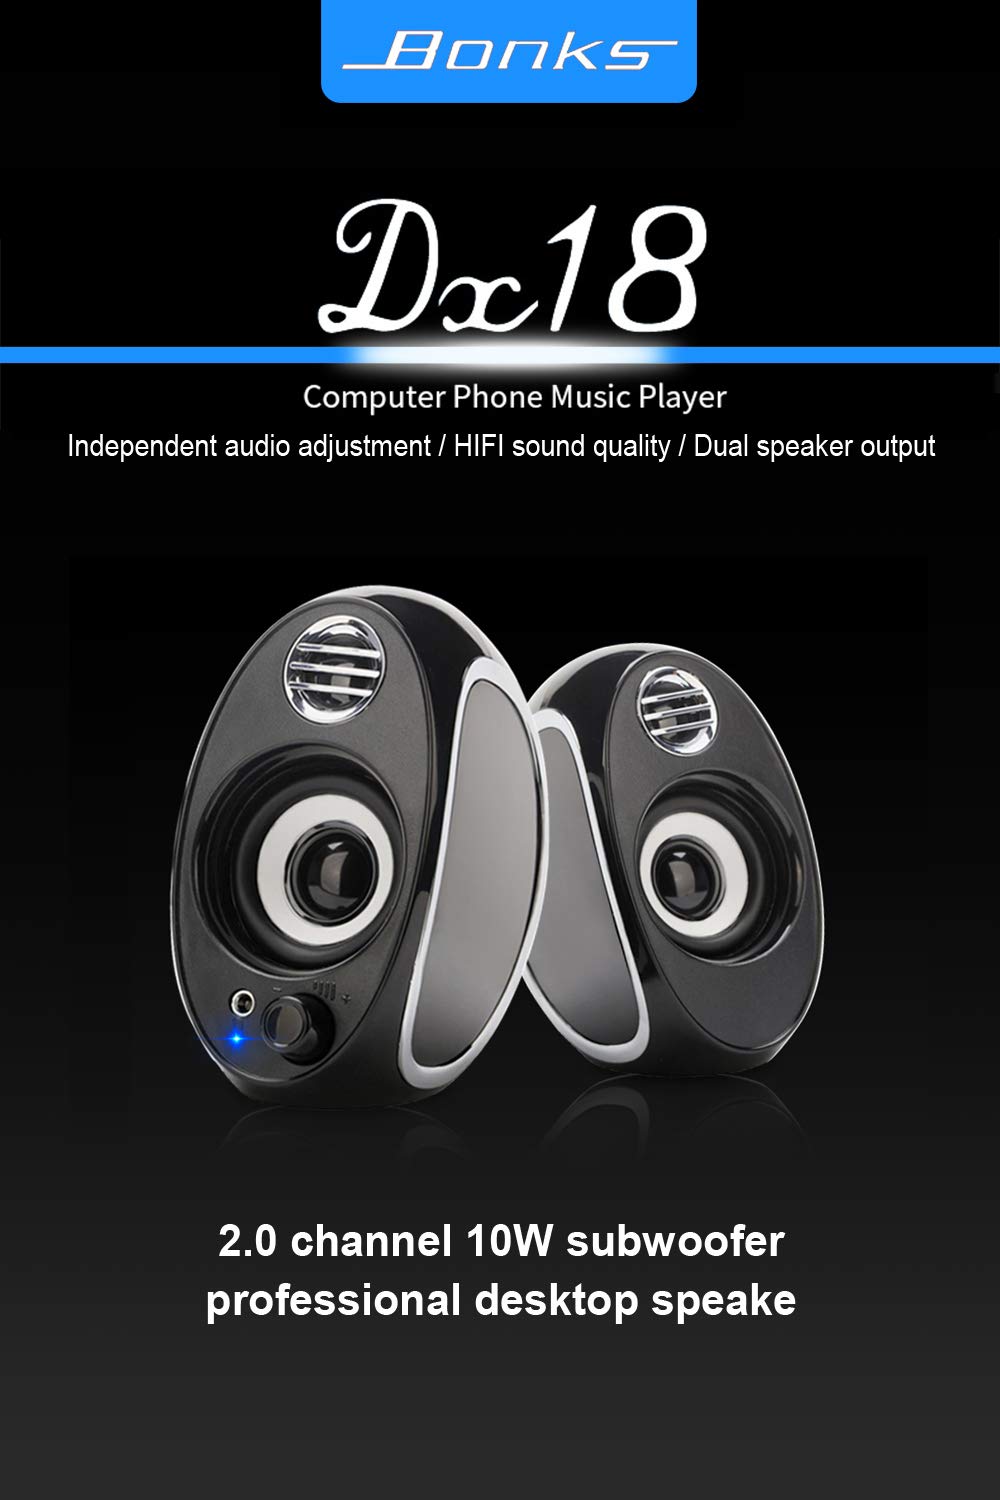 Bonks
Dx18
Computer Phone Music Player
Independent audio adjustment / HIFI sound quality / Dual speaker output
- +
2.0 channel 10W subwoofer
professional desktop speake